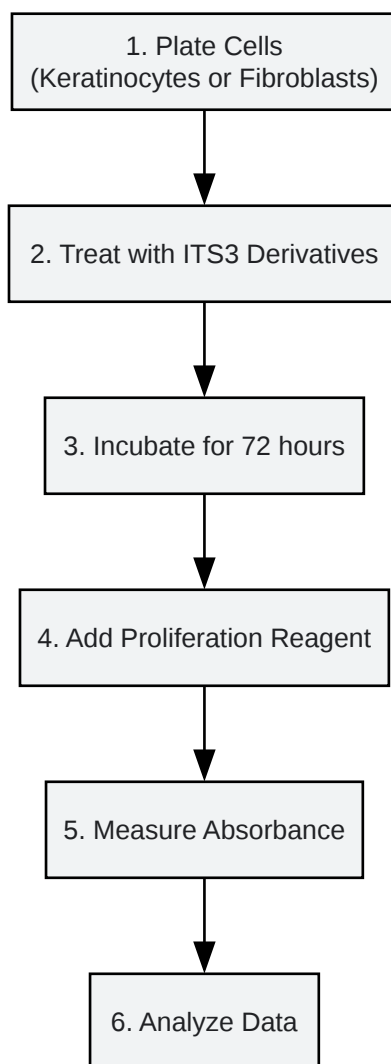 1. Plate Cells
(Keratinocytes or Fibroblasts)
2. Treat with ITS3 Derivatives
3. Incubate for 72 hours
4. Add Proliferation Reagent
5. Measure Absorbance
6. Analyze Data